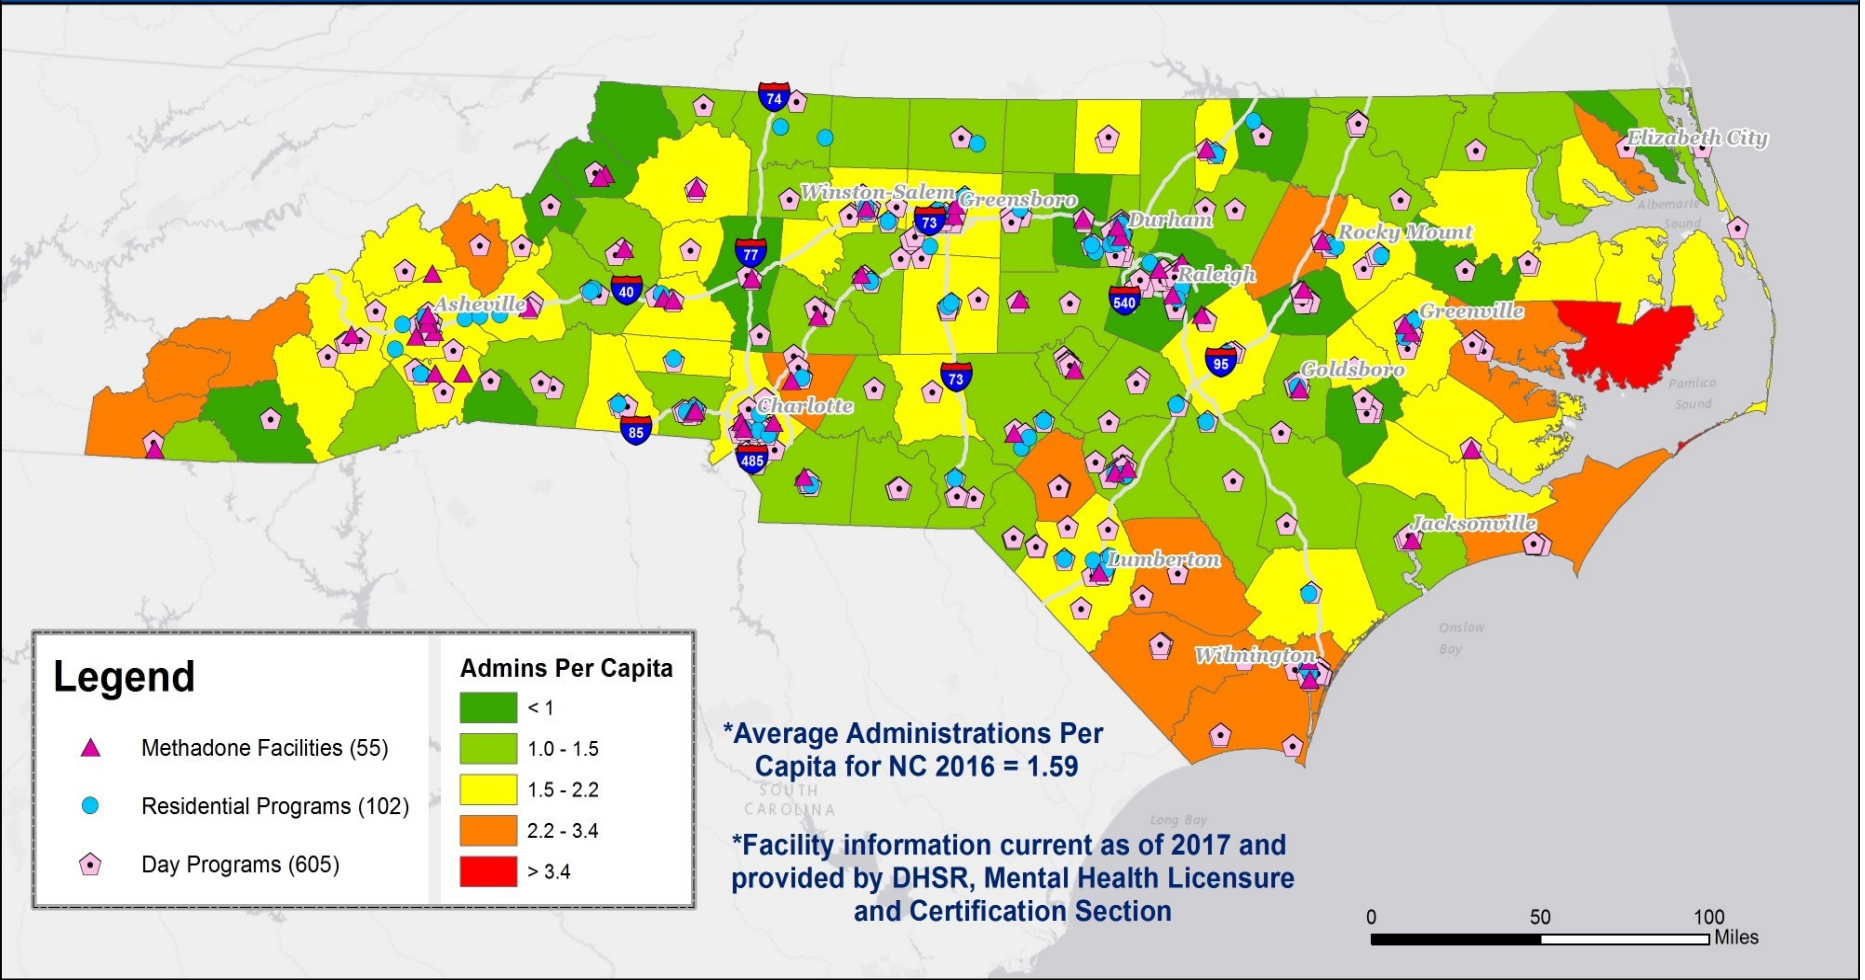 74
Elizabeth City
Winston-Salem
Greensboro
73
Durham
Albemarle
Sound
Rocky Mount
77
40
Raleigh
540
Asheville
Greenville
95
73
Goldsboro
Pamlico
Sound
Charlotte
85
485
Jacksonville
Lumberton
Onslow
Bay
Wilmington
Legend
Methadone Facilities (55)
Residential Programs (102)
Day Programs (605)
Admins Per Capita
< 1
1.0 - 1.5
1.5 - 2.2
2.2 - 3.4
> 3.4
*Average Administrations Per
Capita for NC 2016 = 1.59
SOUTH
CAROLINA
Long Bay
*Facility information current as of 2017 and
provided by DHSR, Mental Health Licensure
and Certification Section
0 50 100
Miles